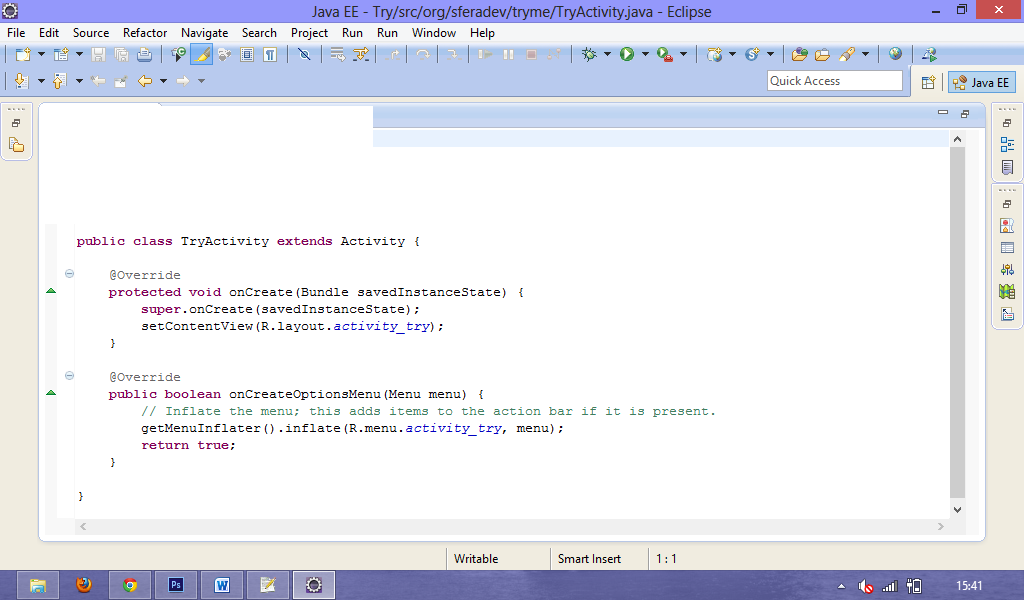 Java EE - Try/src/org/sferadev/tryme/TryActivity.java - Eclipse
File Edit Source Refactor Navigate Search Project Run Run Window Help
Quick Access
Java EE
public class TryActivity extends Activity {
@Override
protected void onCreate(Bundle savedInstanceState) {
super.onCreate(savedInstanceState);
setContentView(R.layout.activity_try);
}
@Override
public boolean onCreateOptionsMenu(Menu menu) {
// Inflate the menu; this adds items to the action bar if it is present.
getMenuInflater().inflate(R.menu.activity_try, menu);
return true;
}
}
Writable Smart Insert 1 : 1
Ps W 15:41